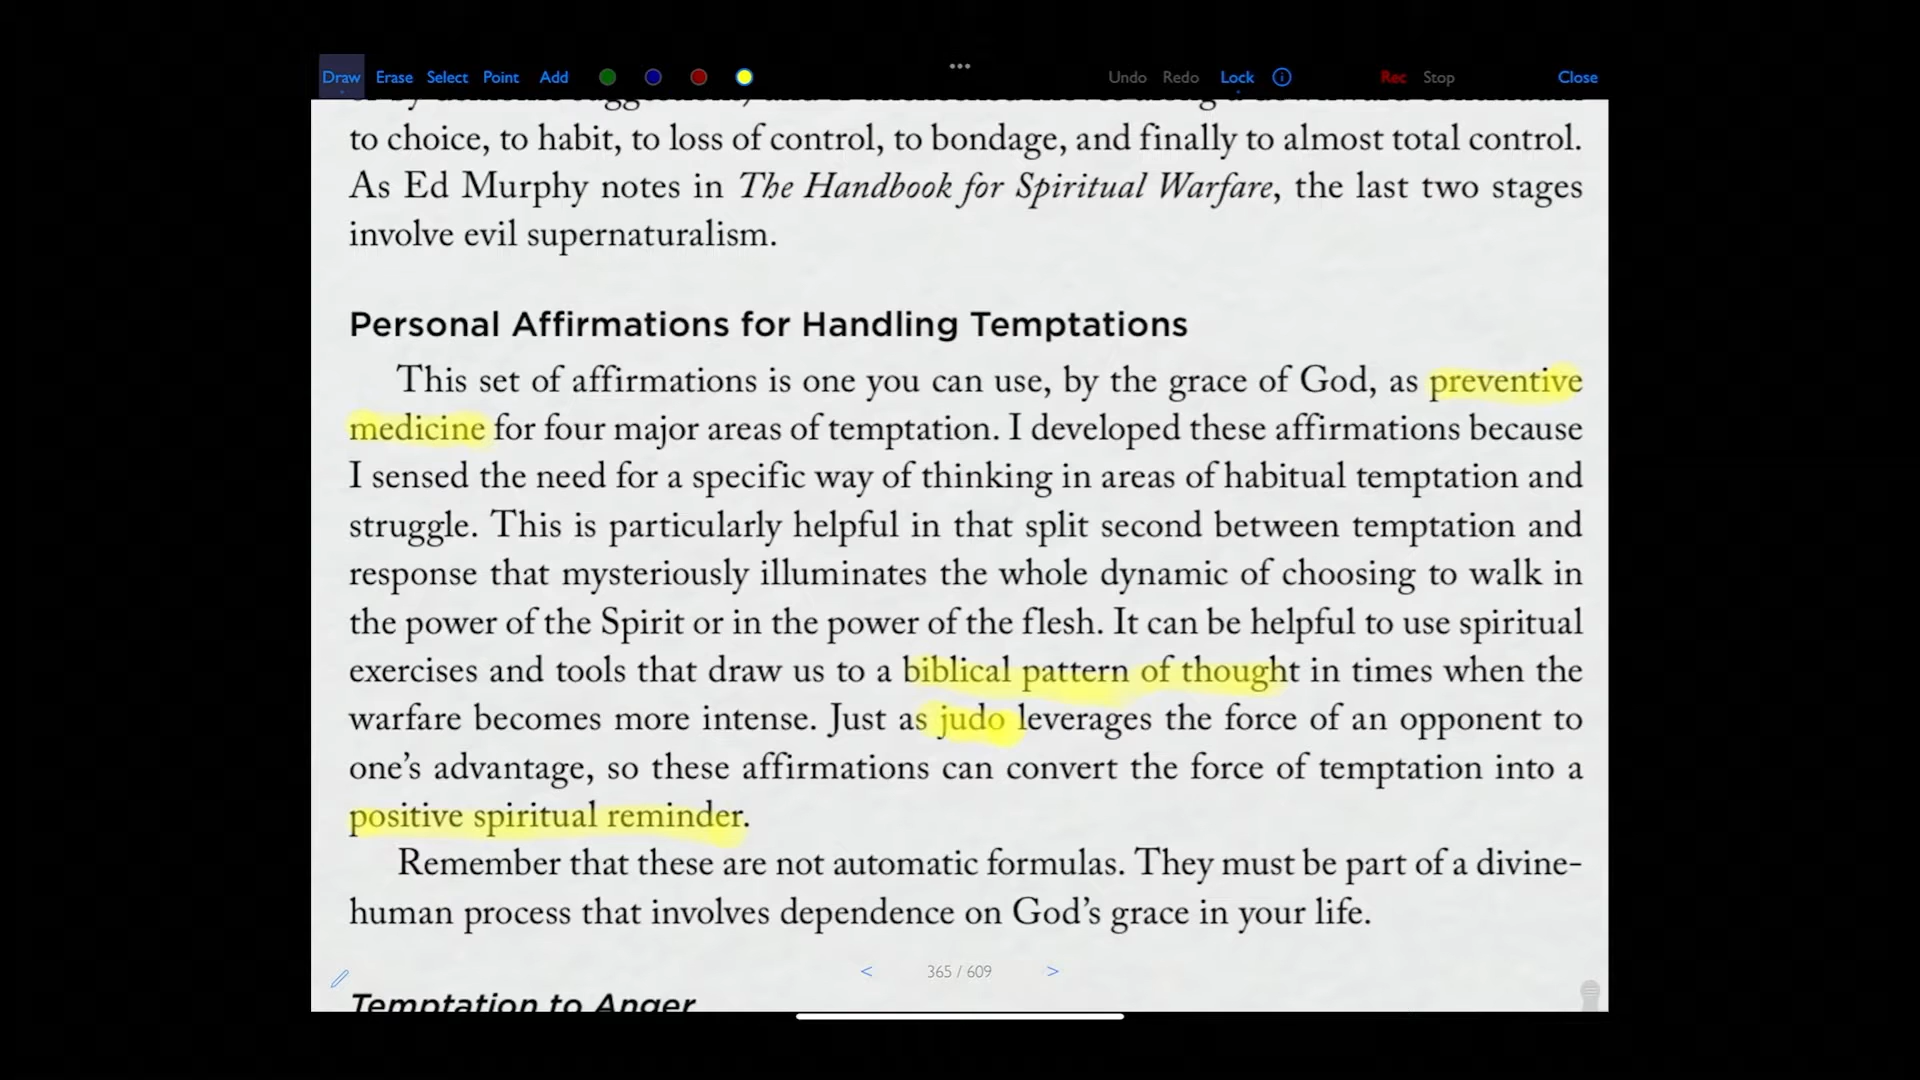 Draw Erase Select Point Add ••• Undo Redo Lock Rec Stop Close
to choice, to habit, to loss of control, to bondage, and finally to almost total control.
As Ed Murphy notes in The Handbook for Spiritual Warfare, the last two stages
involve evil supernaturalism.
Personal Affirmations for Handling Temptations
This set of affirmations is one you can use, by the grace of God, as preventive
medicine for four major areas of temptation. I developed these affirmations because
I sensed the need for a specific way of thinking in areas of habitual temptation and
struggle. This is particularly helpful in that split second between temptation and
response that mysteriously illuminates the whole dynamic of choosing to walk in
the power of the Spirit or in the power of the flesh. It can be helpful to use spiritual
exercises and tools that draw us to a biblical pattern of thought in times when the
warfare becomes more intense. Just as judo leverages the force of an opponent to
one’s advantage, so these affirmations can convert the force of temptation into a
positive spiritual reminder.
Remember that these are not automatic formulas. They must be part of a divine-
human process that involves dependence on God’s grace in your life.
< 365 / 609 >
Temptation to Anger